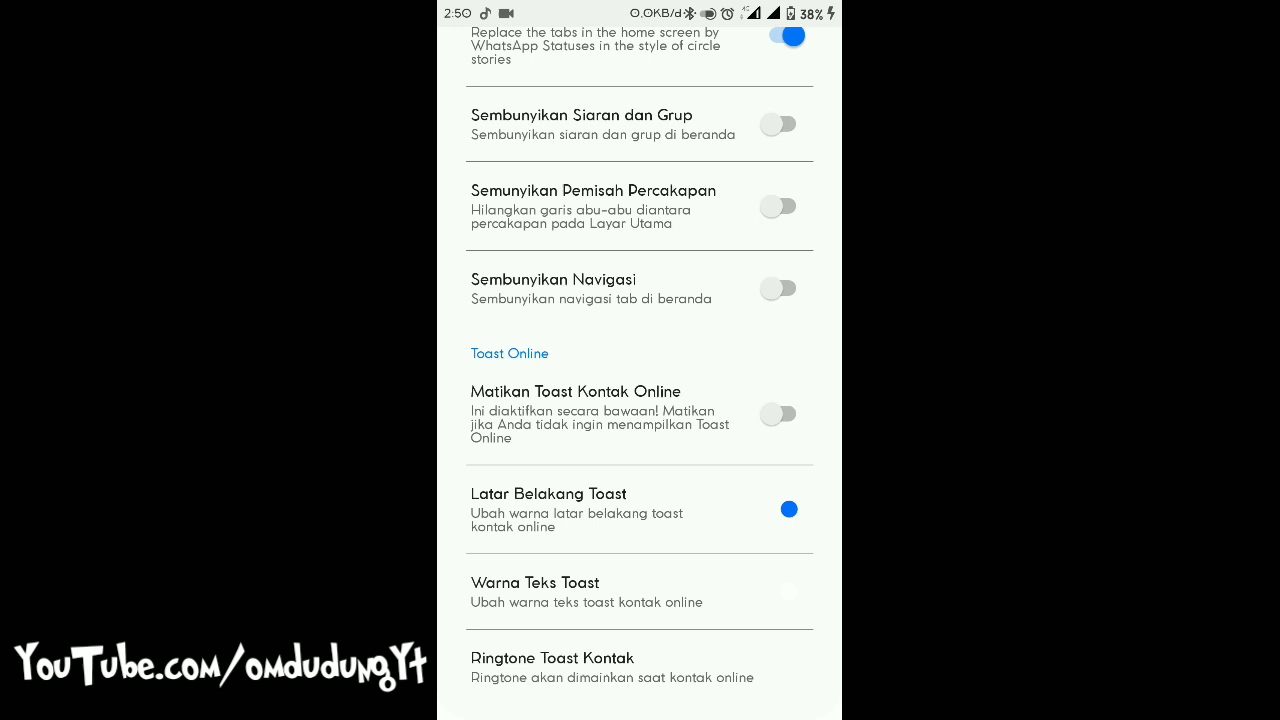 2:50
0,0KB/d
4G
38%
Replace the tabs in the home screen by
WhatsApp Statuses in the style of circle
stories
Sembunyikan Siaran dan Grup
Sembunyikan siaran dan grup di beranda
Semunyikan Pemisah Percakapan
Hilangkan garis abu-abu diantara
percakapan pada Layar Utama
Sembunyikan Navigasi
Sembunyikan navigasi tab di beranda
Toast Online
Matikan Toast Kontak Online
Ini diaktifkan secara bawaan! Matikan
jika Anda tidak ingin menampilkan Toast
Online
Latar Belakang Toast
Ubah warna latar belakang toast
kontak online
Warna Teks Toast
Ubah warna teks toast kontak online
Ringtone Toast Kontak
Ringtone akan dimainkan saat kontak online
YouTube.com/omdudungYt